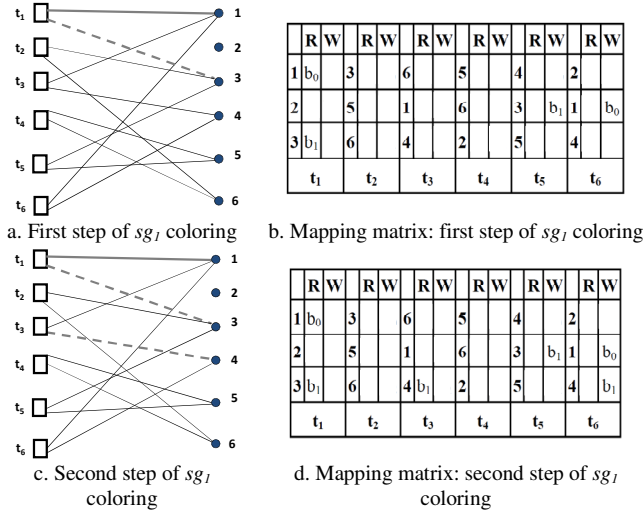 t1
t2
t3
t4
t5
t6
1
2
3
4
5
6
a. First step of sg1 coloring
R W R W R W R W R W R W
1 b0 3 6 5 4 2
2 5 1 6 3 b1 1 b0
3 b1 6 4 2 5 4
t1 t2 t3 t4 t5 t6
b. Mapping matrix: first step of sg1 coloring
t1
t2
t3
t4
t5
t6
1
2
3
4
5
6
c. Second step of sg1
coloring
R W R W R W R W R W R W
1 b0 3 6 5 4 2
2 5 1 6 3 b1 1 b0
3 b1 6 4 b1 2 5 4 b1
t1 t2 t3 t4 t5 t6
d. Mapping matrix: second step of sg1
coloring